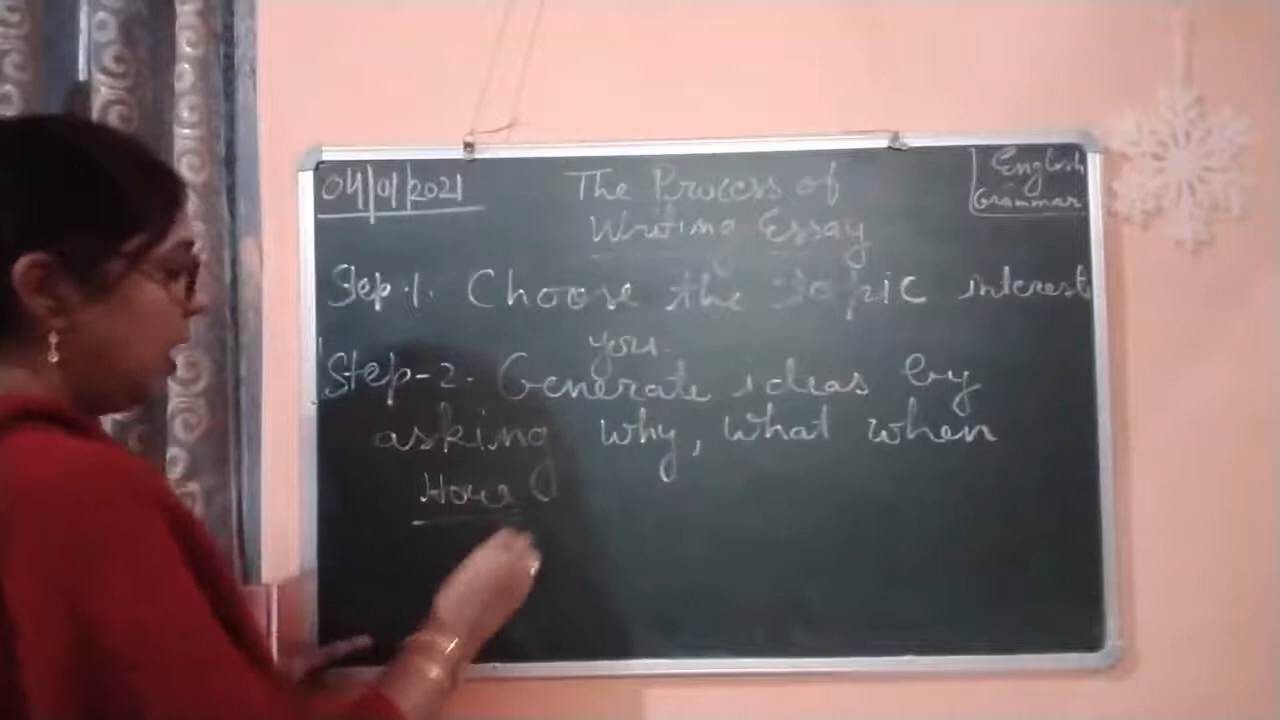 04/01/2021
The Process of
Writing Essay
English
Grammar
Step.1. Choose the Topic interest
you.
Step-2. Generate ideas by
asking why, what when
How